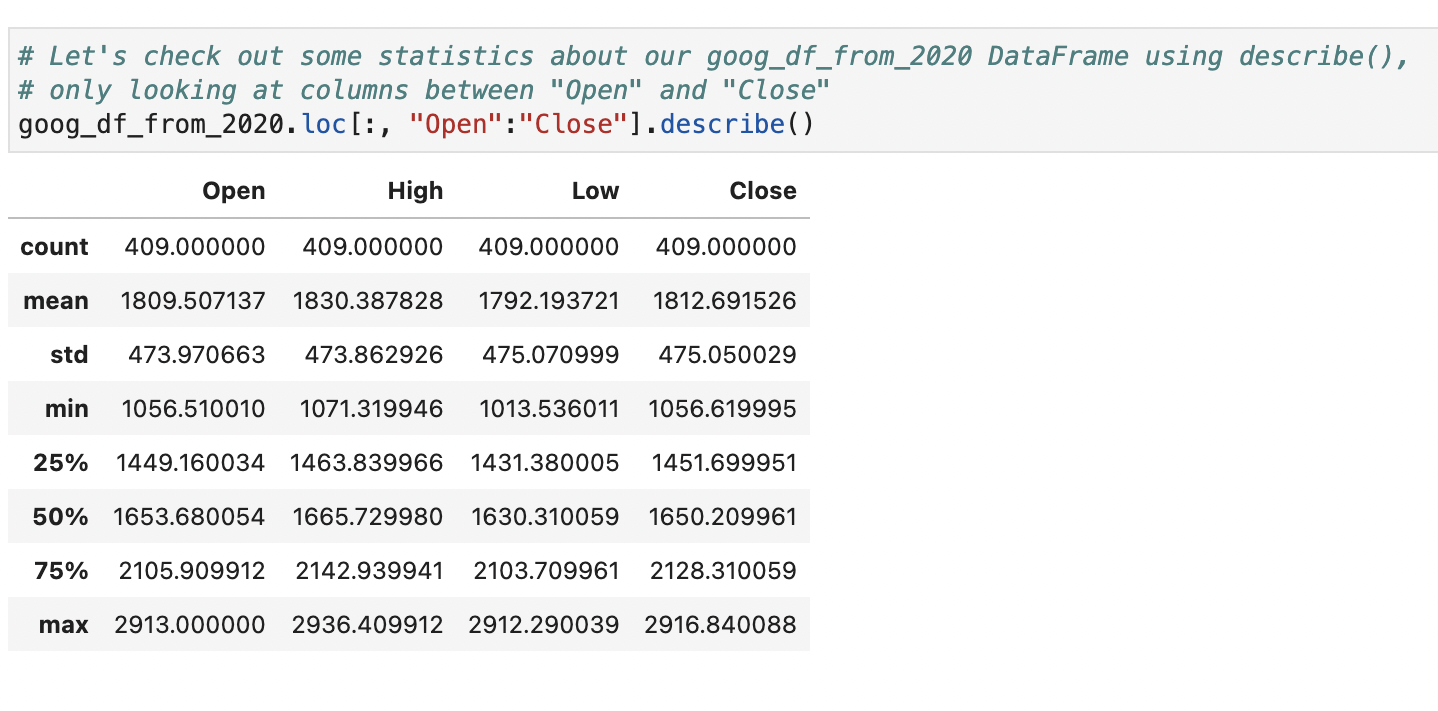 # Let's check out some statistics about our goog_df_from_2020 DataFrame using describe(),
# only looking at columns between "Open" and "Close"
goog_df_from_2020.loc[:, "Open":"Close"].describe()
Open High Low Close
count 409.000000 409.000000 409.000000 409.000000
mean 1809.507137 1830.387828 1792.193721 1812.691526
std 473.970663 473.862926 475.070999 475.050029
min 1056.510010 1071.319946 1013.536011 1056.619995
25% 1449.160034 1463.839966 1431.380005 1451.699951
50% 1653.680054 1665.729980 1630.310059 1650.209961
75% 2105.909912 2142.939941 2103.709961 2128.310059
max 2913.000000 2936.409912 2912.290039 2916.840088